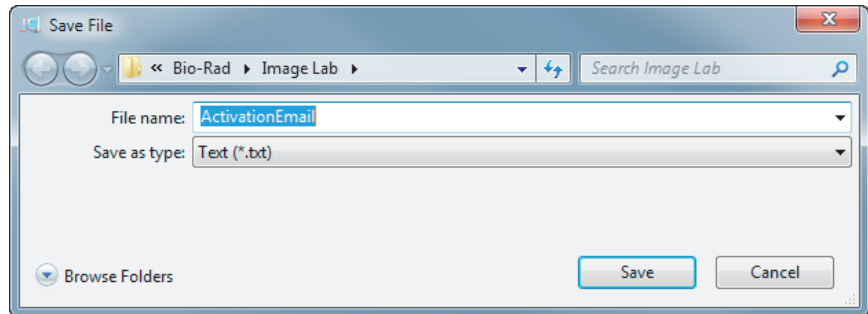 Save File
« Bio-Rad Image Lab Search Image Lab
File name: ActivationEmail
Save as type: Text (*.txt)
Browse Folders Save Cancel